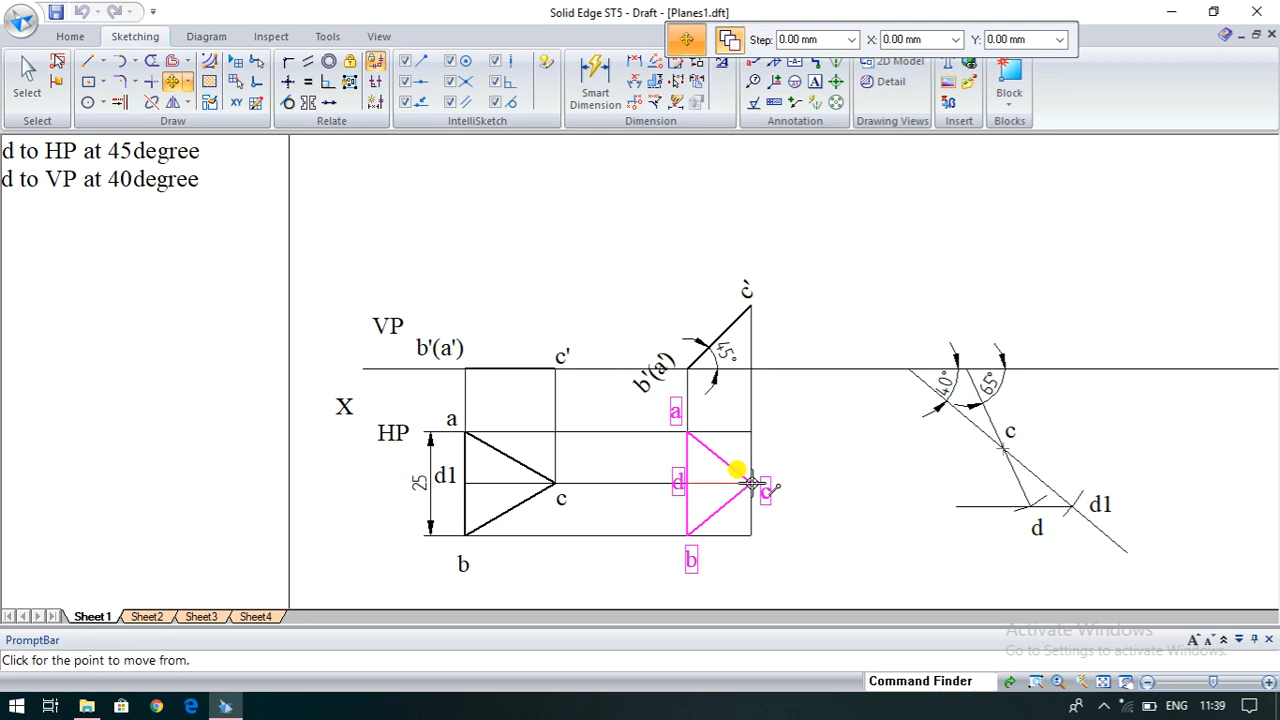 Solid Edge ST5 - Draft - [Planes1.dft]
Home Sketching Diagram Inspect Tools View
Step: 0.00 mm X: 0.00 mm Y: 0.00 mm
Select
Smart Dimension
2D Model
Detail
Block
Select Draw Relate IntelliSketch Dimension Annotation Drawing Views Insert Blocks
d to HP at 45degree
d to VP at 40degree
VP
b'(a')
c'
c'
b'(a')
45°
40°
65°
X
HP
a
a
25
d1
c
d
c
b
b
c
d1
d
Sheet1 Sheet2 Sheet3 Sheet4
PromptBar
Click for the point to move from.
Activate Windows
Go to Settings to activate Windows.
Command Finder
ENG 11:39